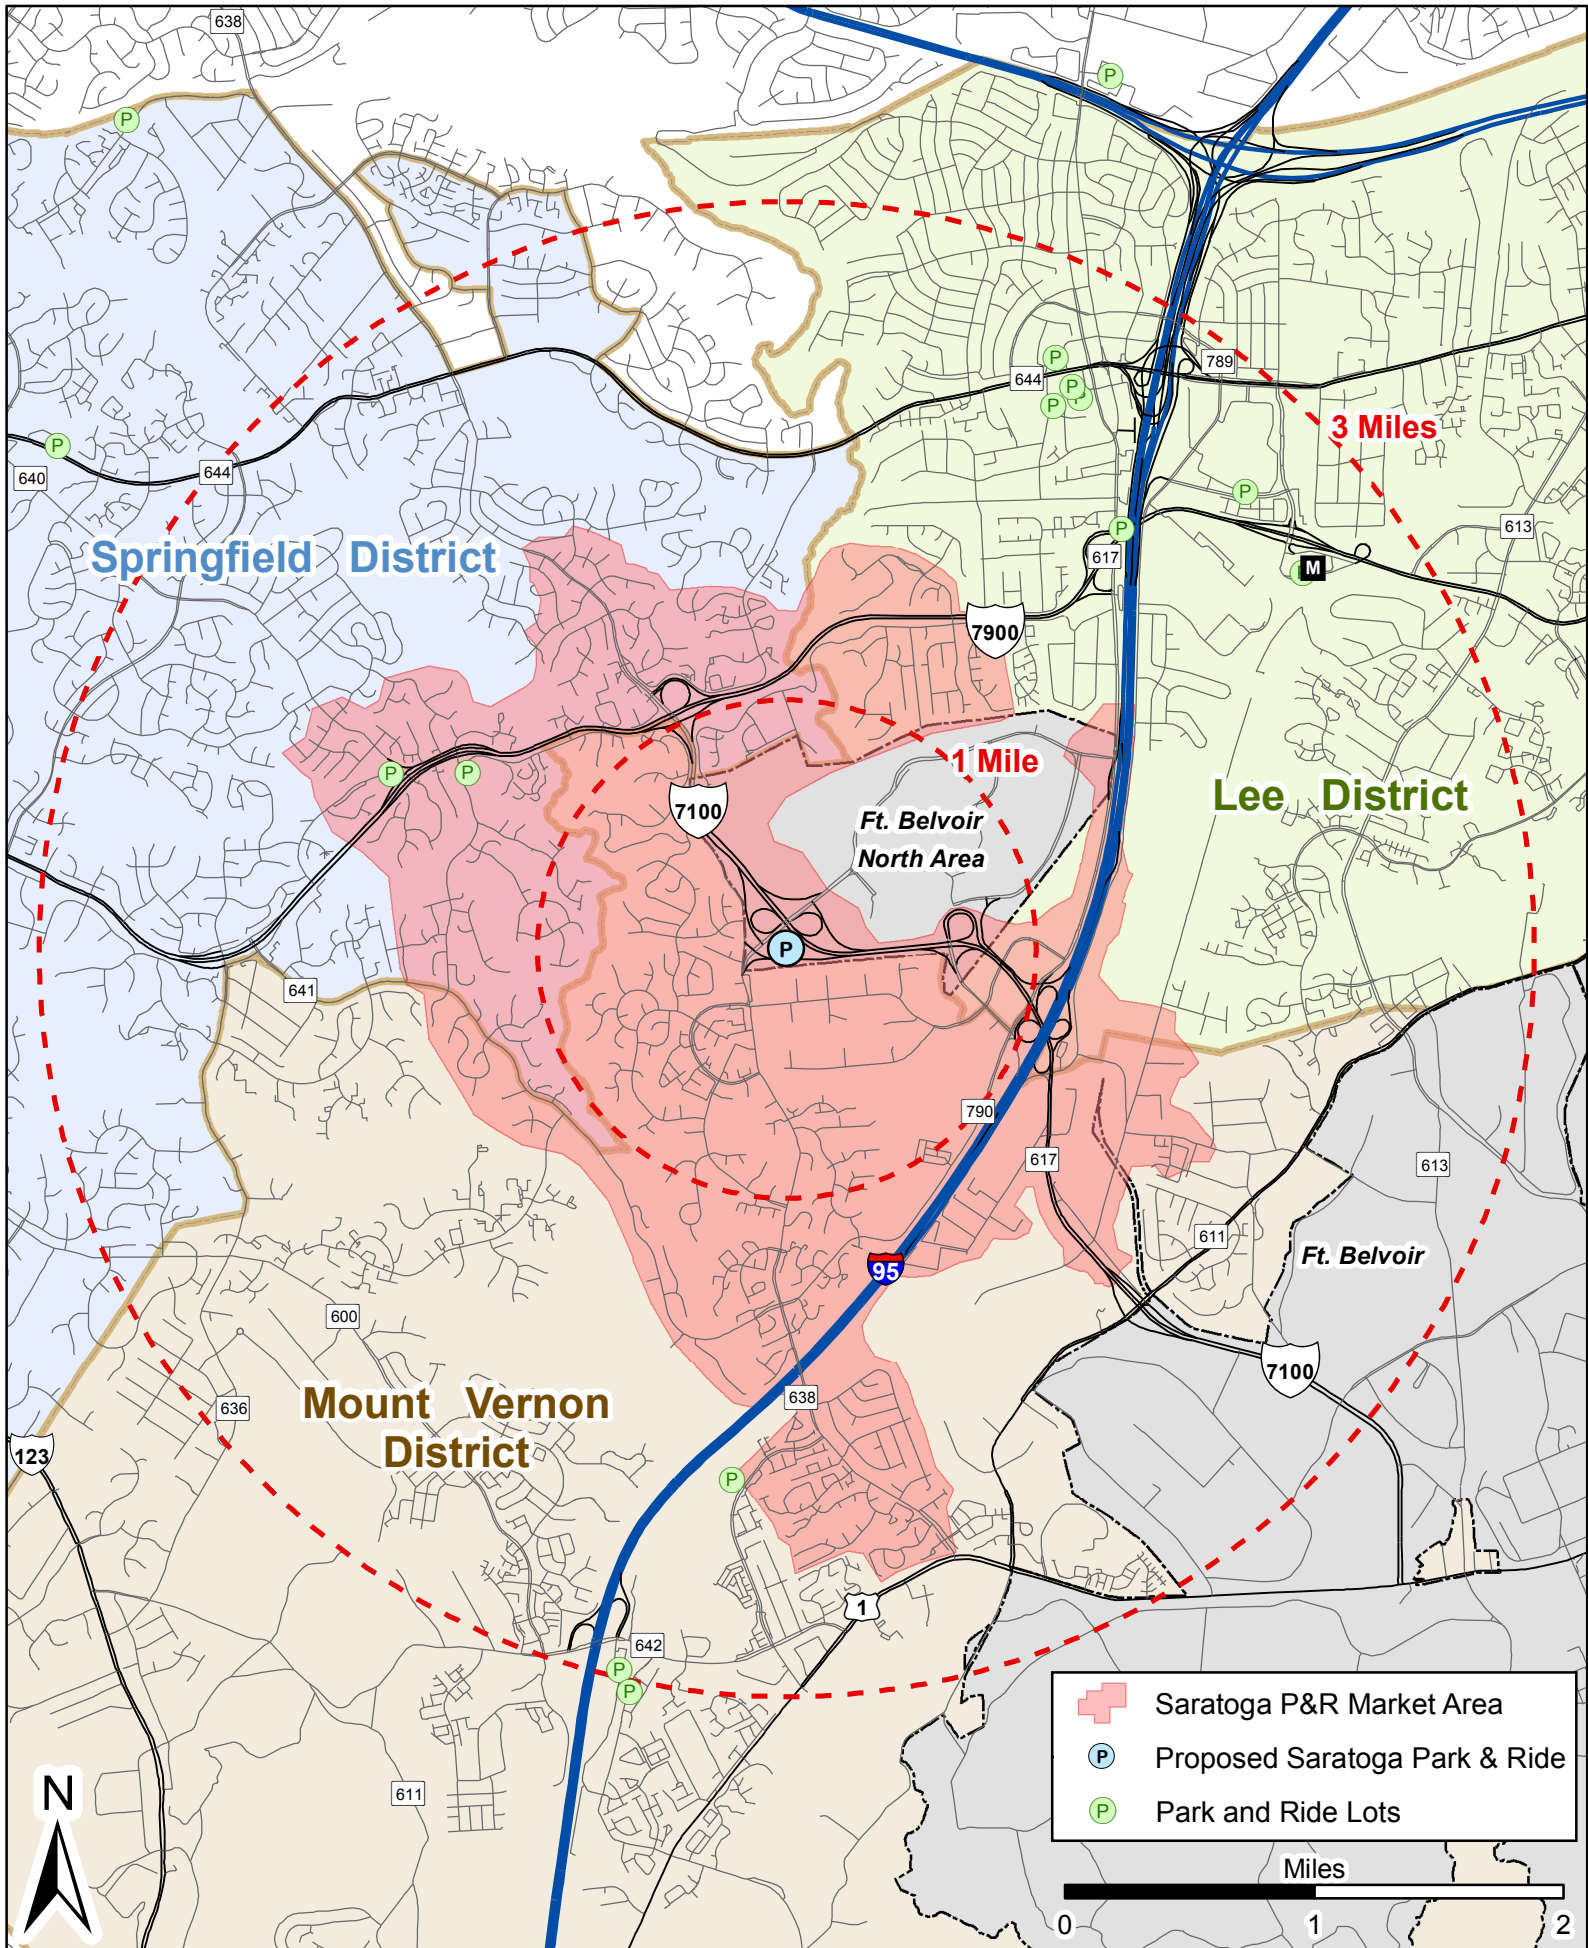 638
P
P
789
644
P
P
P
P
3 Miles
P
644
640
P
613
P
Springfield District
617
P
M
7900
1 Mile
P
P
7100
Lee District
Ft. Belvoir
North Area
P
641
790
617
613
611
Ft. Belvoir
95
600
7100
638
Mount Vernon
District
636
123
P
1
642
P
P
611
N
Saratoga P&R Market Area
P
Proposed Saratoga Park & Ride
P
Park and Ride Lots
Miles
0
1
2